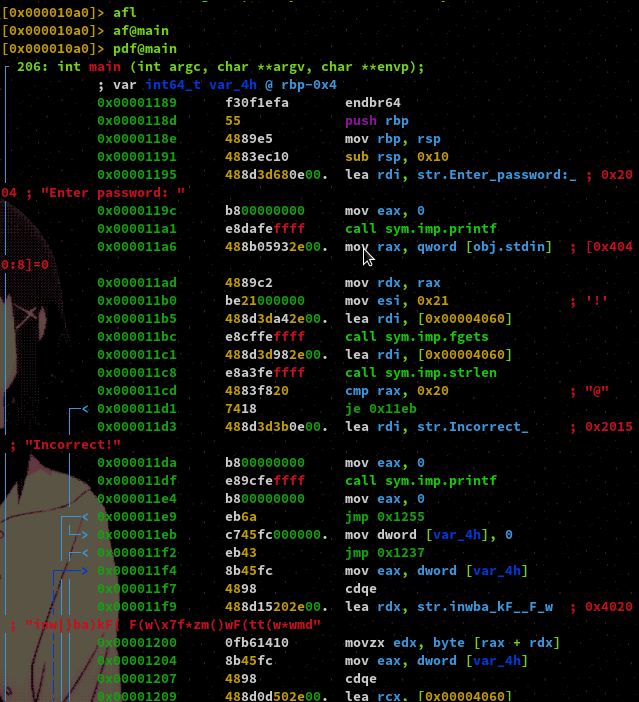 [0x000010a0]> afl
[0x000010a0]> af@main
[0x000010a0]> pdf@main
206: int main (int argc, char **argv, char **envp);
; var int64_t var_4h @ rbp-0x4
0x00001189 f30f1efa endbr64
0x0000118d 55 push rbp
0x0000118e 4889e5 mov rbp, rsp
0x00001191 4883ec10 sub rsp, 0x10
0x00001195 488d3d680e00. lea rdi, str.Enter_password:_ ; 0x20
04 ; "Enter password: "
0x0000119c b800000000 mov eax, 0
0x000011a1 e8dafeffff call sym.imp.printf
0x000011a6 488b05932e00. mov rax, qword [obj.stdin] ; [0x404
0:8]=0
0x000011ad 4889c2 mov rdx, rax
0x000011b0 be21000000 mov esi, 0x21 ; '!'
0x000011b5 488d3da42e00. lea rdi, [0x00004060]
0x000011bc e8cffeffff call sym.imp.fgets
0x000011c1 488d3d982e00. lea rdi, [0x00004060]
0x000011c8 e8a3feffff call sym.imp.strlen
0x000011cd 4883f820 cmp rax, 0x20 ; "@"
0x000011d1 7418 je 0x11eb
0x000011d3 488d3d3b0e00. lea rdi, str.Incorrect_ ; 0x2015
; "Incorrect!"
0x000011da b800000000 mov eax, 0
0x000011df e89cfeffff call sym.imp.printf
0x000011e4 b800000000 mov eax, 0
0x000011e9 eb6a jmp 0x1255
0x000011eb c745fc000000. mov dword [var_4h], 0
0x000011f2 eb43 jmp 0x1237
0x000011f4 8b45fc mov eax, dword [var_4h]
0x000011f7 4898 cdqe
0x000011f9 488d15202e00. lea rdx, str.inwba_kF__F_w ; 0x4020
0x00001200 0fb61410 movzx edx, byte [rax + rdx]
0x00001204 8b45fc mov eax, dword [var_4h]
0x00001207 4898 cdqe
0x00001209 488d0d502e00. lea rcx, [0x00004060]